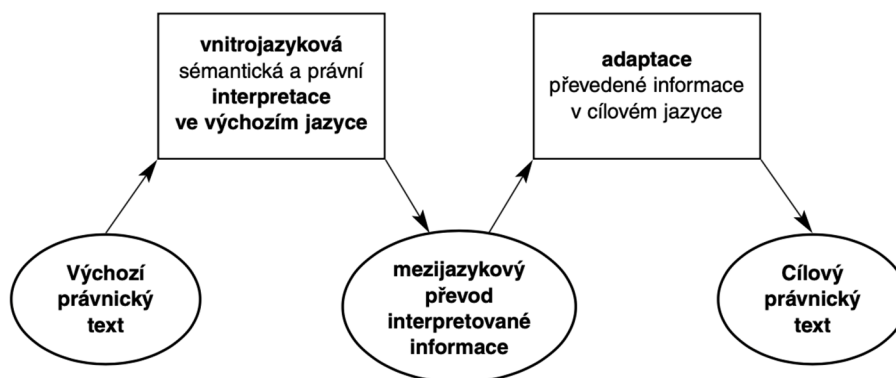 vnitrojazyková
sémantická a právní
interpretace
ve výchozím jazyce
adaptace
převedené informace
v cílovém jazyce
Výchozí
právnický
text
mezijazykový
převod
interpretované
informace
Cílový
právnický
text